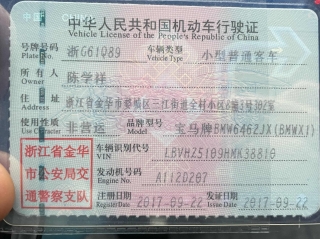 中华人民共和国机动车行驶证
Vehicle License of the People's Republic of China
号牌号码 浙G61Q89 车辆类型 小型普通客车
Plate No. Vehicle Type
所有人 陈学祥
Owner
住址 浙江省金华市婺城区三江街道金村小区
Address
使用性质 非营运 品牌型号 宝马牌BMW6462JX(BMWX1)
Use Character
浙江省金华
市公安局交
通警察支队
车辆识别代号 LBVHZ5109HMK38810
VIN
发动机号码 A112D207
Engine No.
注册日期 2017-09-22 发证日期 2017-09-22
Register Date Issue Date